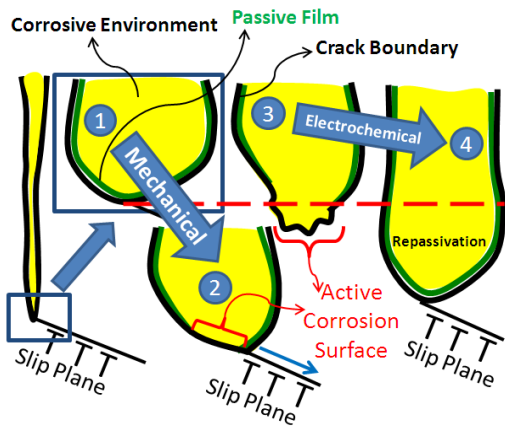 Corrosive Environment
Passive Film
Crack Boundary
1
Mechanical
2
3
Electrochemical
4
Repassivation
Active
Corrosion
Surface
Slip Plane
Slip Plane
Slip Plane